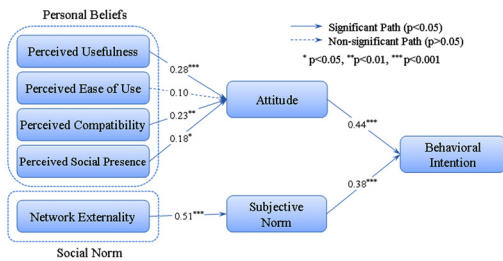 Personal Beliefs
Perceived Usefulness
Perceived Ease of Use
Perceived Compatibility
Perceived Social Presence
Network Externality
Social Norm
0.28***
0.10
0.23**
0.18*
0.51***
Attitude
Subjective
Norm
0.44***
0.38***
Behavioral
Intention
Significant Path (p<0.05)
Non-significant Path (p>0.05)
* p<0.05, **p<0.01, *** p<0.001